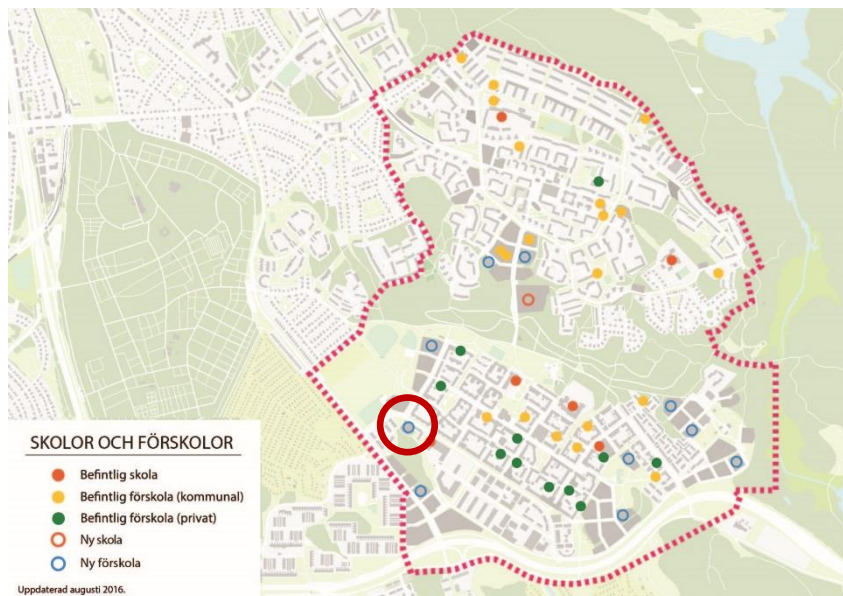 SKOLOR OCH FÖRSKOLOR
Befintlig skola
Befintlig förskola (kommunal)
Befintlig förskola (privat)
Ny skola
Ny förskola
Uppdaterad augusti 2016.